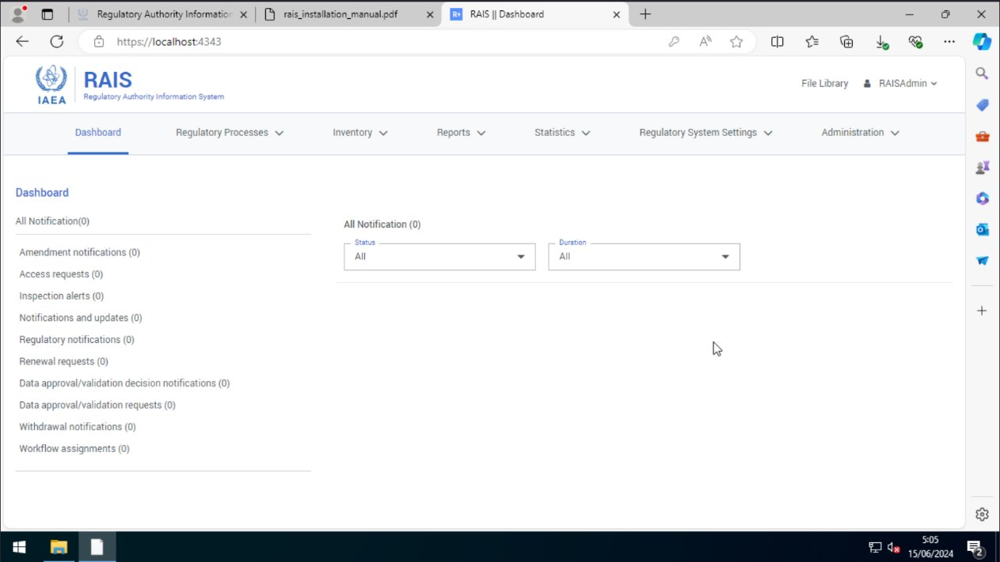 Regulatory Authority Information
rais_installation_manual.pdf
RAIS || Dashboard
https://localhost:4343
IAEA
RAIS
Regulatory Authority Information System
File Library
RAISAdmin
Dashboard
Regulatory Processes
Inventory
Reports
Statistics
Regulatory System Settings
Administration
Dashboard
All Notification(0)
Amendment notifications (0)
Access requests (0)
Inspection alerts (0)
Notifications and updates (0)
Regulatory notifications (0)
Renewal requests (0)
Data approval/validation decision notifications (0)
Data approval/validation requests (0)
Withdrawal notifications (0)
Workflow assignments (0)
All Notification (0)
Status
All
Duration
All
5:05
15/06/2024
2